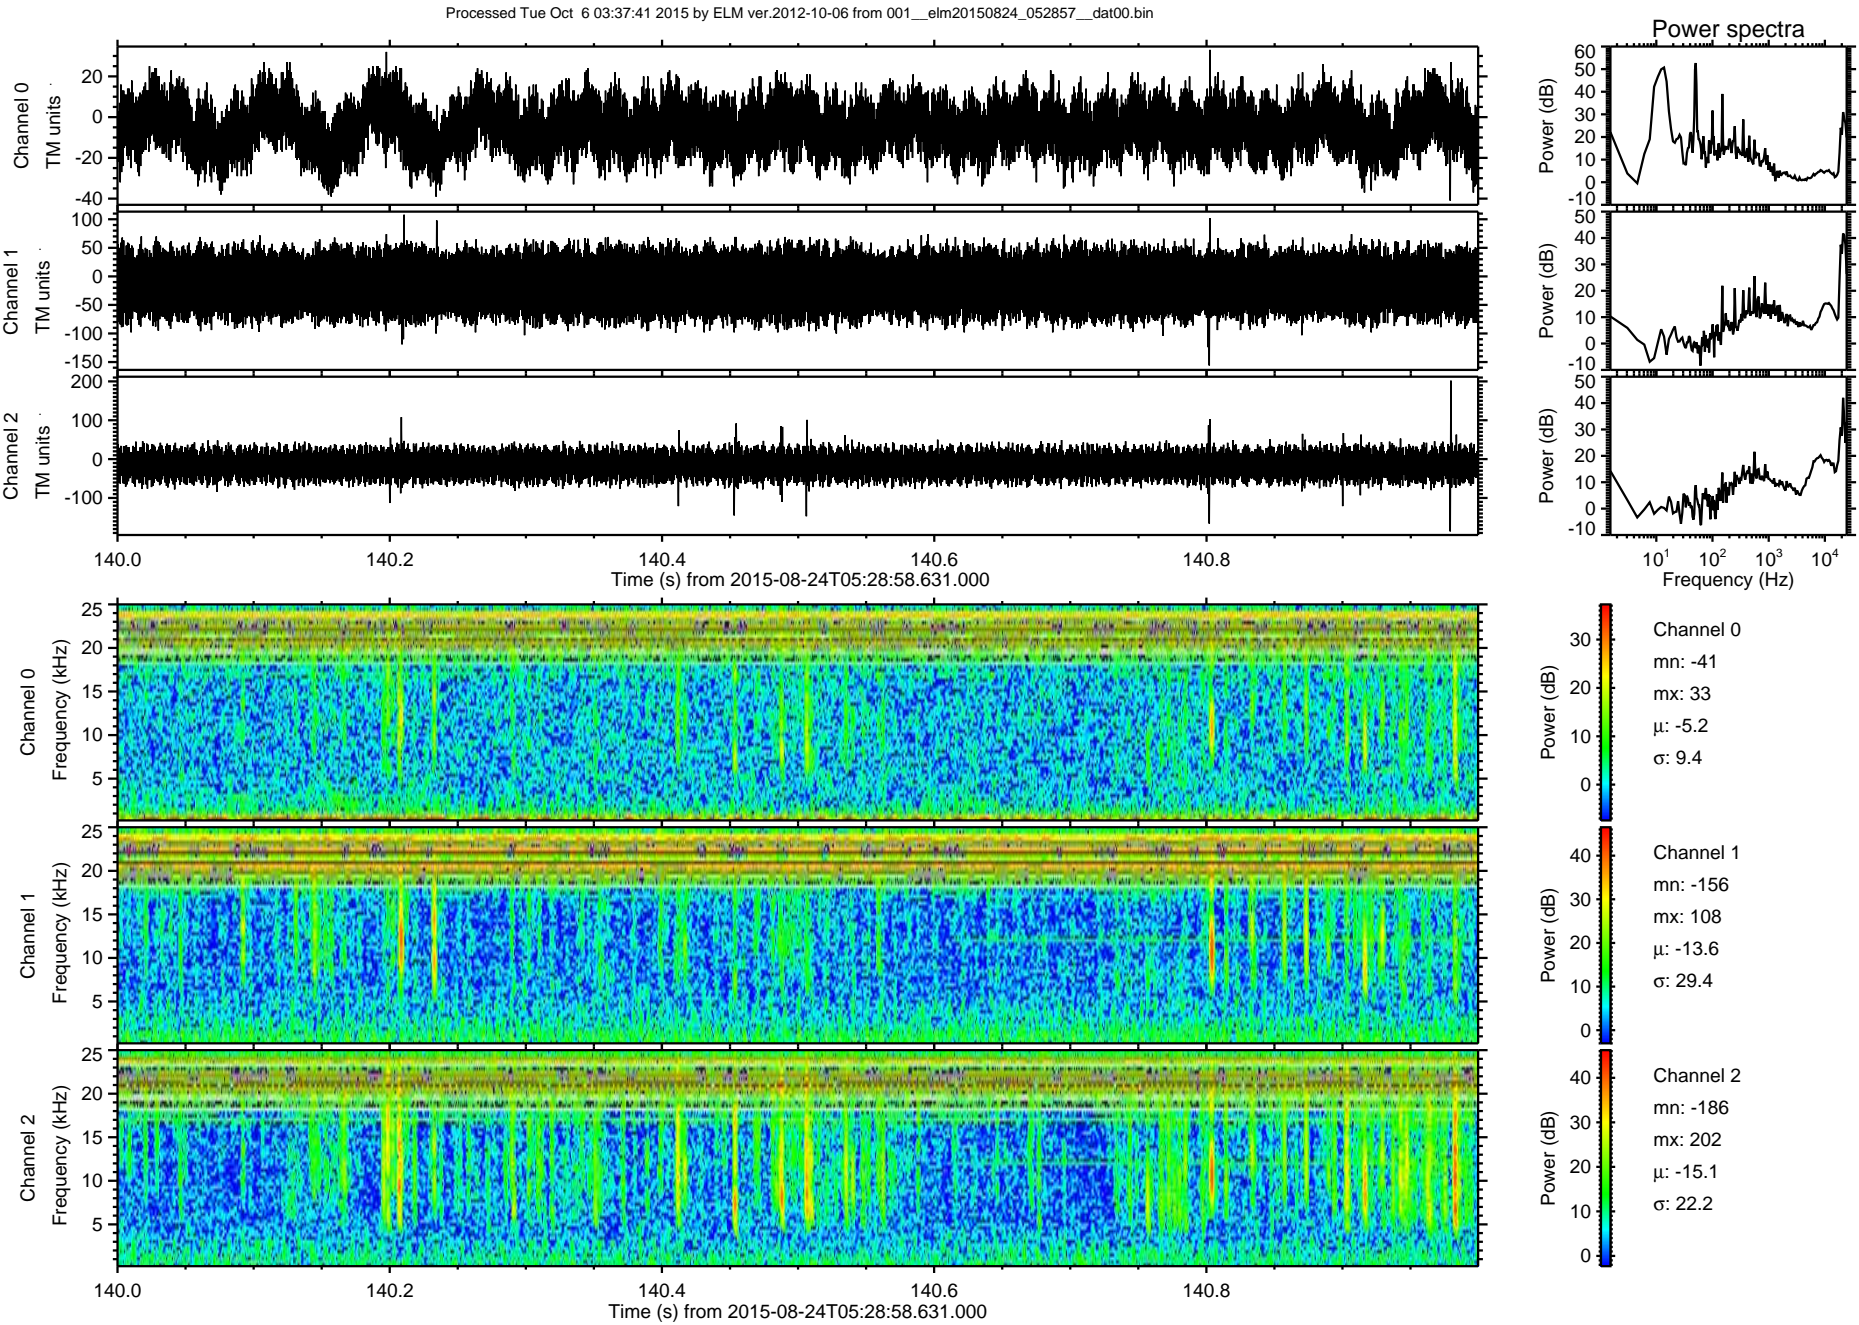 Processed Tue Oct  6 03:37:41 2015 by ELM ver.2012-10-06 from 001__elm20150824_052857__dat00.bin
Power spectra
Channel 0
TM units
20
0
-20
-40
Power (dB)
60
50
40
30
20
10
0
-10
Channel 1
TM units
100
50
0
-50
-100
-150
Power (dB)
50
40
30
20
10
0
-10
Channel 2
TM units
200
100
0
-100
Power (dB)
50
40
30
20
10
0
-10
140.0 140.2 140.4 140.6 140.8
Time (s) from 2015-08-24T05:28:58.631.000
10¹ 10² 10³ 10⁴
Frequency (Hz)
Channel 0
Frequency (kHz)
25
20
15
10
5
Power (dB)
30
20
10
0
Channel 0
mn: -41
mx: 33
μ: -5.2
σ: 9.4
Channel 1
Frequency (kHz)
25
20
15
10
5
Power (dB)
40
30
20
10
0
Channel 1
mn: -156
mx: 108
μ: -13.6
σ: 29.4
Channel 2
Frequency (kHz)
25
20
15
10
5
Power (dB)
40
30
20
10
0
Channel 2
mn: -186
mx: 202
μ: -15.1
σ: 22.2
140.0 140.2 140.4 140.6 140.8
Time (s) from 2015-08-24T05:28:58.631.000